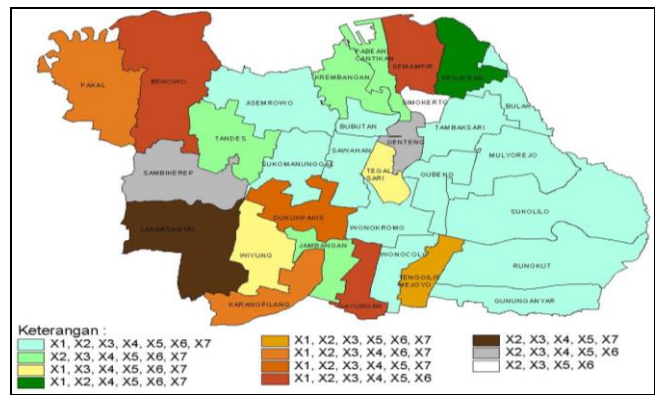 PABEAN
CANTIKAN
SEMAMPIR
KENJERAN
PAKAL
BENOWO
KREMBANGAN
ASEMROWO
SIMOKERTO
BULAK
BUBUTAN
TAMBAKSARI
TANDES
GENTENG
SAWAHAN
MULYOREJO
SUKOMANUNGGAL
TEGAL
SARI
GUBENG
SAMBIKEREP
SUKOLILO
DUKUHPAKIS
LAKARSANTRI
WONOKROMO
JAMBANGAN
WIYUNG
WONOCOLO
RUNGKUT
TENGGILIS
MEJOYO
KARANGPILANG
GAYUNGAN
GUNUNGANYAR
Keterangan :
X1, X2, X3, X4, X5, X6, X7
X2, X3, X4, X5, X6, X7
X1, X3, X4, X5, X6, X7
X1, X2, X4, X5, X6, X7
X1, X2, X3, X5, X6, X7
X1, X2, X3, X4, X6, X7
X1, X2, X3, X4, X5, X7
X1, X2, X3, X4, X5, X6
X2, X3, X4, X5, X7
X2, X3, X4, X5, X6
X2, X3, X5, X6